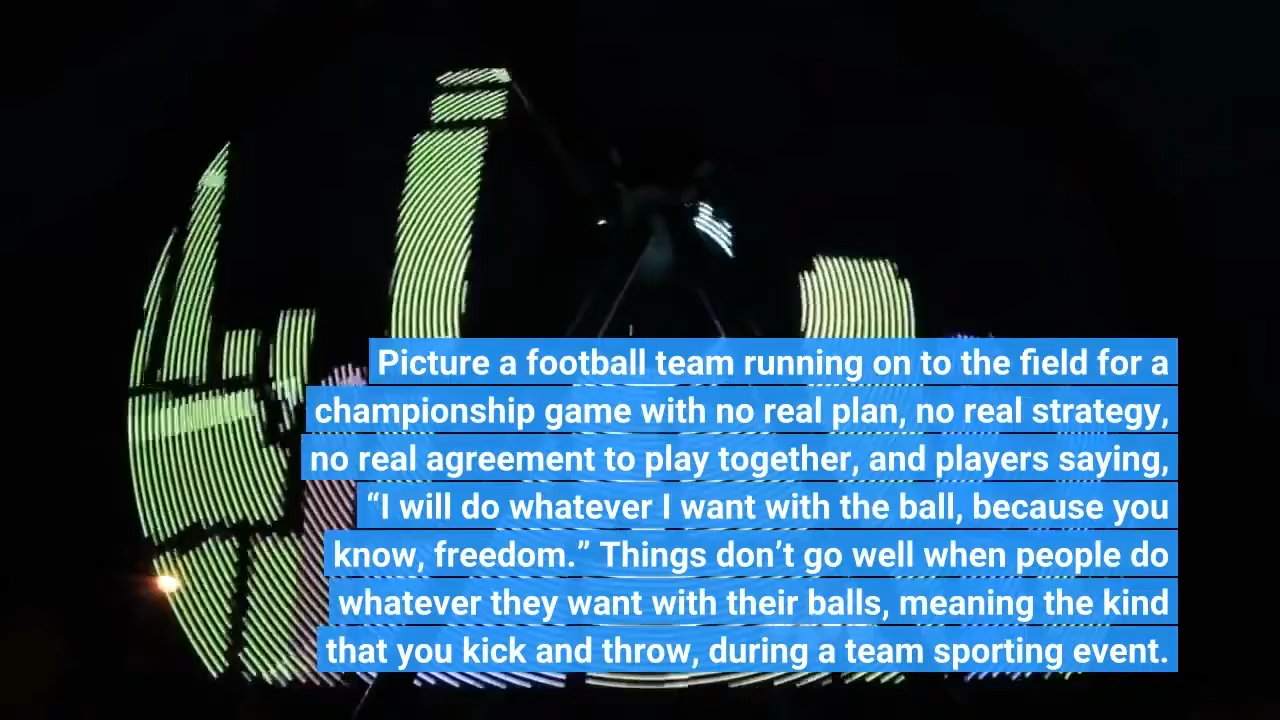 Picture a football team running on to the field for a
championship game with no real plan, no real strategy,
no real agreement to play together, and players saying,
“I will do whatever I want with the ball, because you
know, freedom.” Things don’t go well when people do
whatever they want with their balls, meaning the kind
that you kick and throw, during a team sporting event.